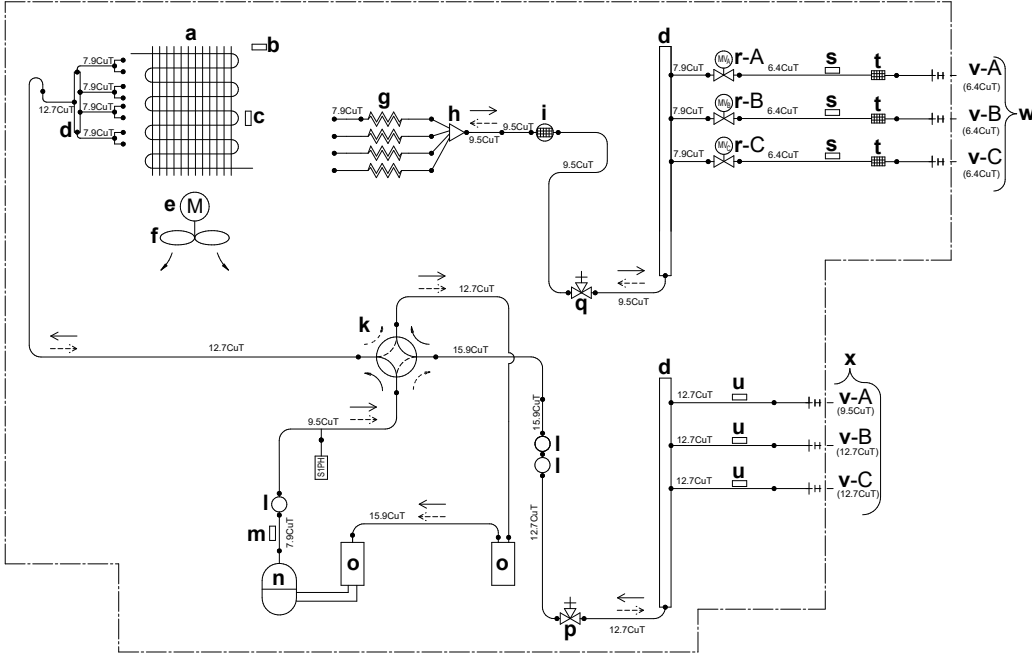 a
b
7.9CuT
7.9CuT
7.9CuT
7.9CuT
12.7CuT
d
c
e M
f
g
h
i
7.9CuT
9.5CuT
9.5CuT
9.5CuT
d
7.9CuT
MVA
r-A
6.4CuT
s
t
v-A
(6.4CuT)
7.9CuT
MVB
r-B
6.4CuT
s
t
v-B
(6.4CuT)
w
7.9CuT
MVC
r-C
6.4CuT
s
t
v-C
(6.4CuT)
q
9.5CuT
12.7CuT
k
12.7CuT
15.9CuT
9.5CuT
S1PH
15.9CuT
l
l
l
m
7.9CuT
n
15.9CuT
o
o
12.7CuT
p
12.7CuT
d
x
12.7CuT
u
v-A
(9.5CuT)
12.7CuT
u
v-B
(12.7CuT)
12.7CuT
u
v-C
(12.7CuT)